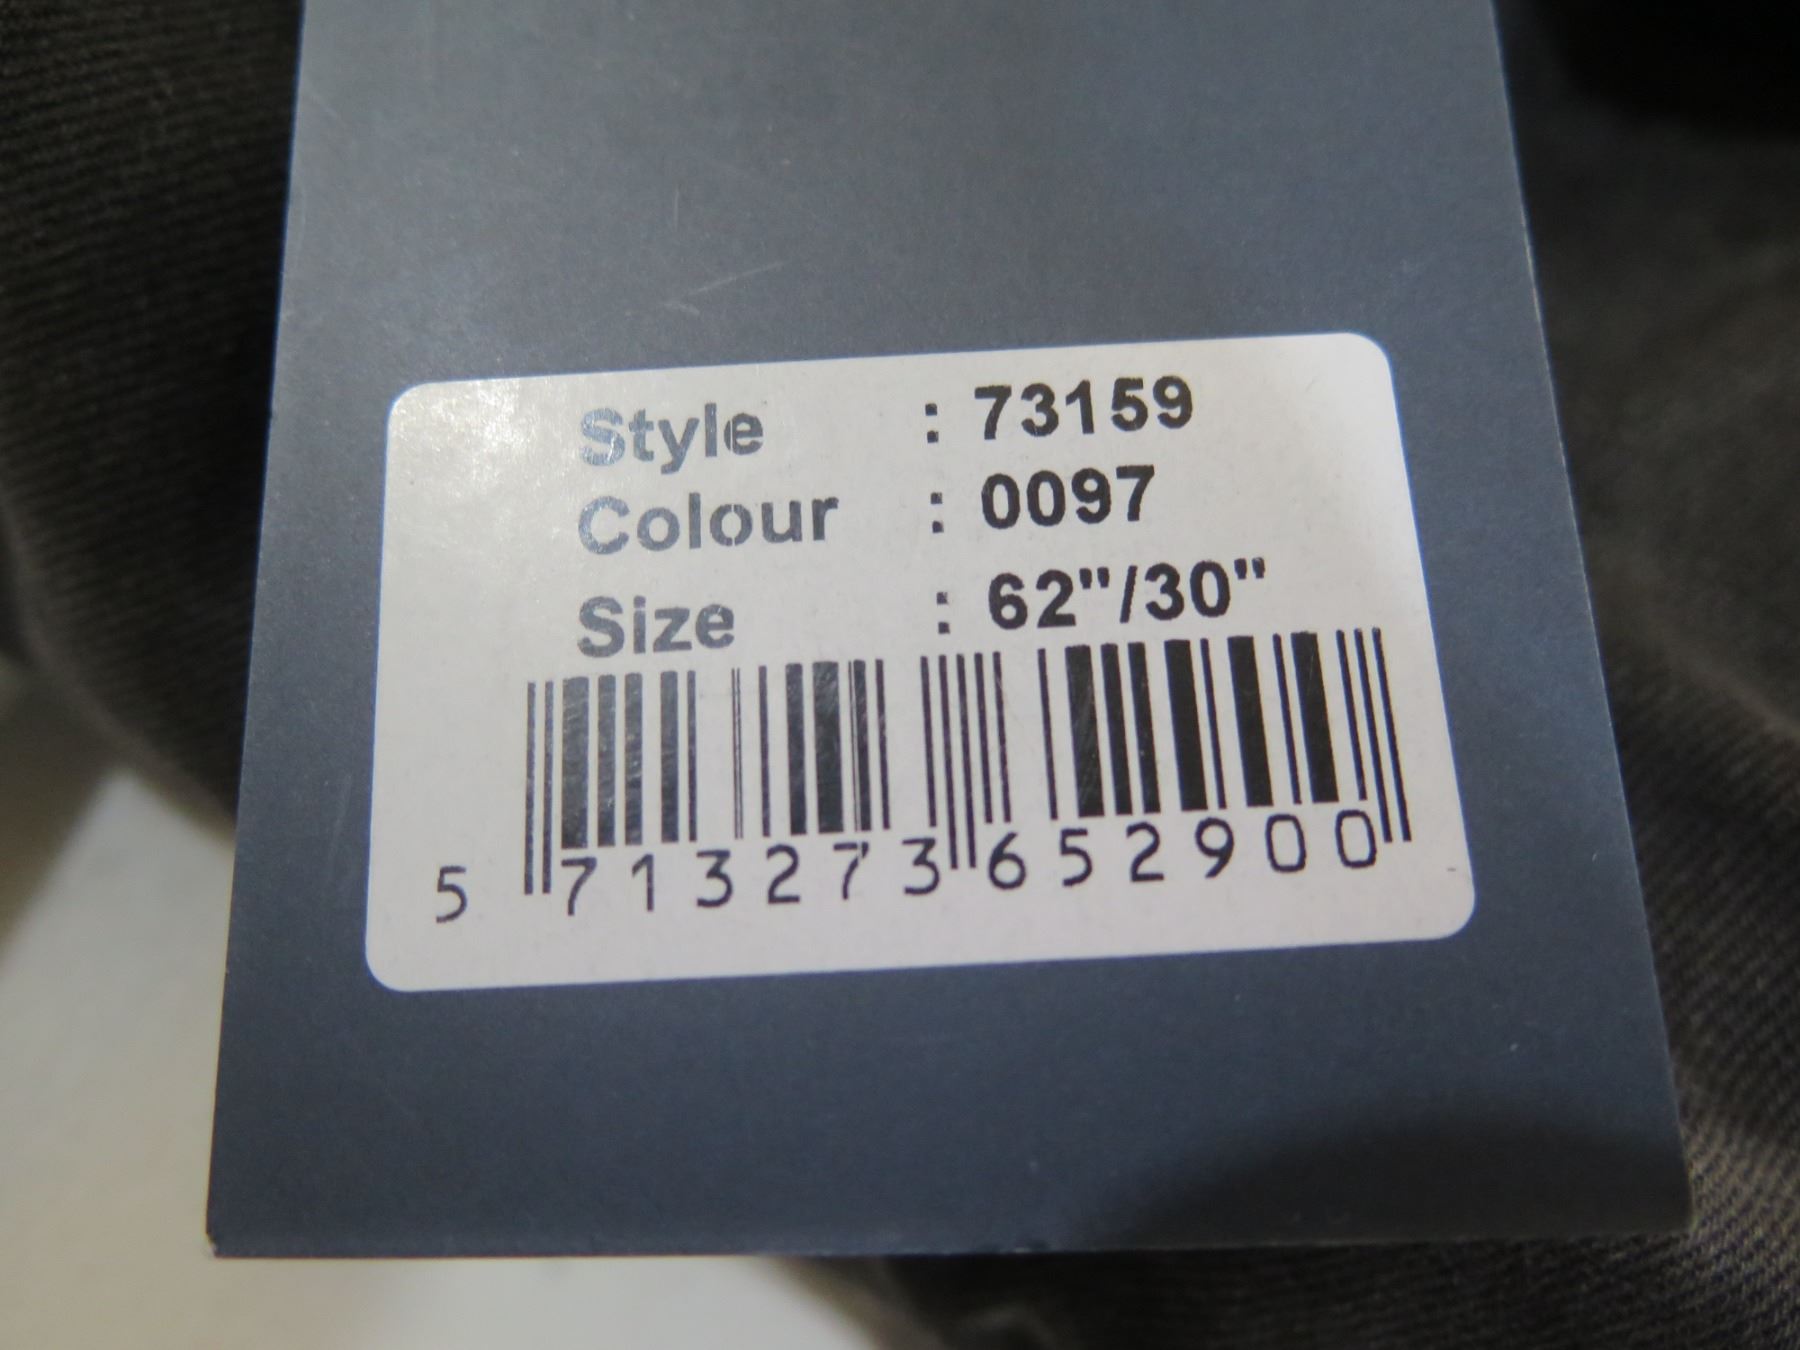 Style : 73159
Colour : 0097
Size : 62"/30"
5 713273 652900